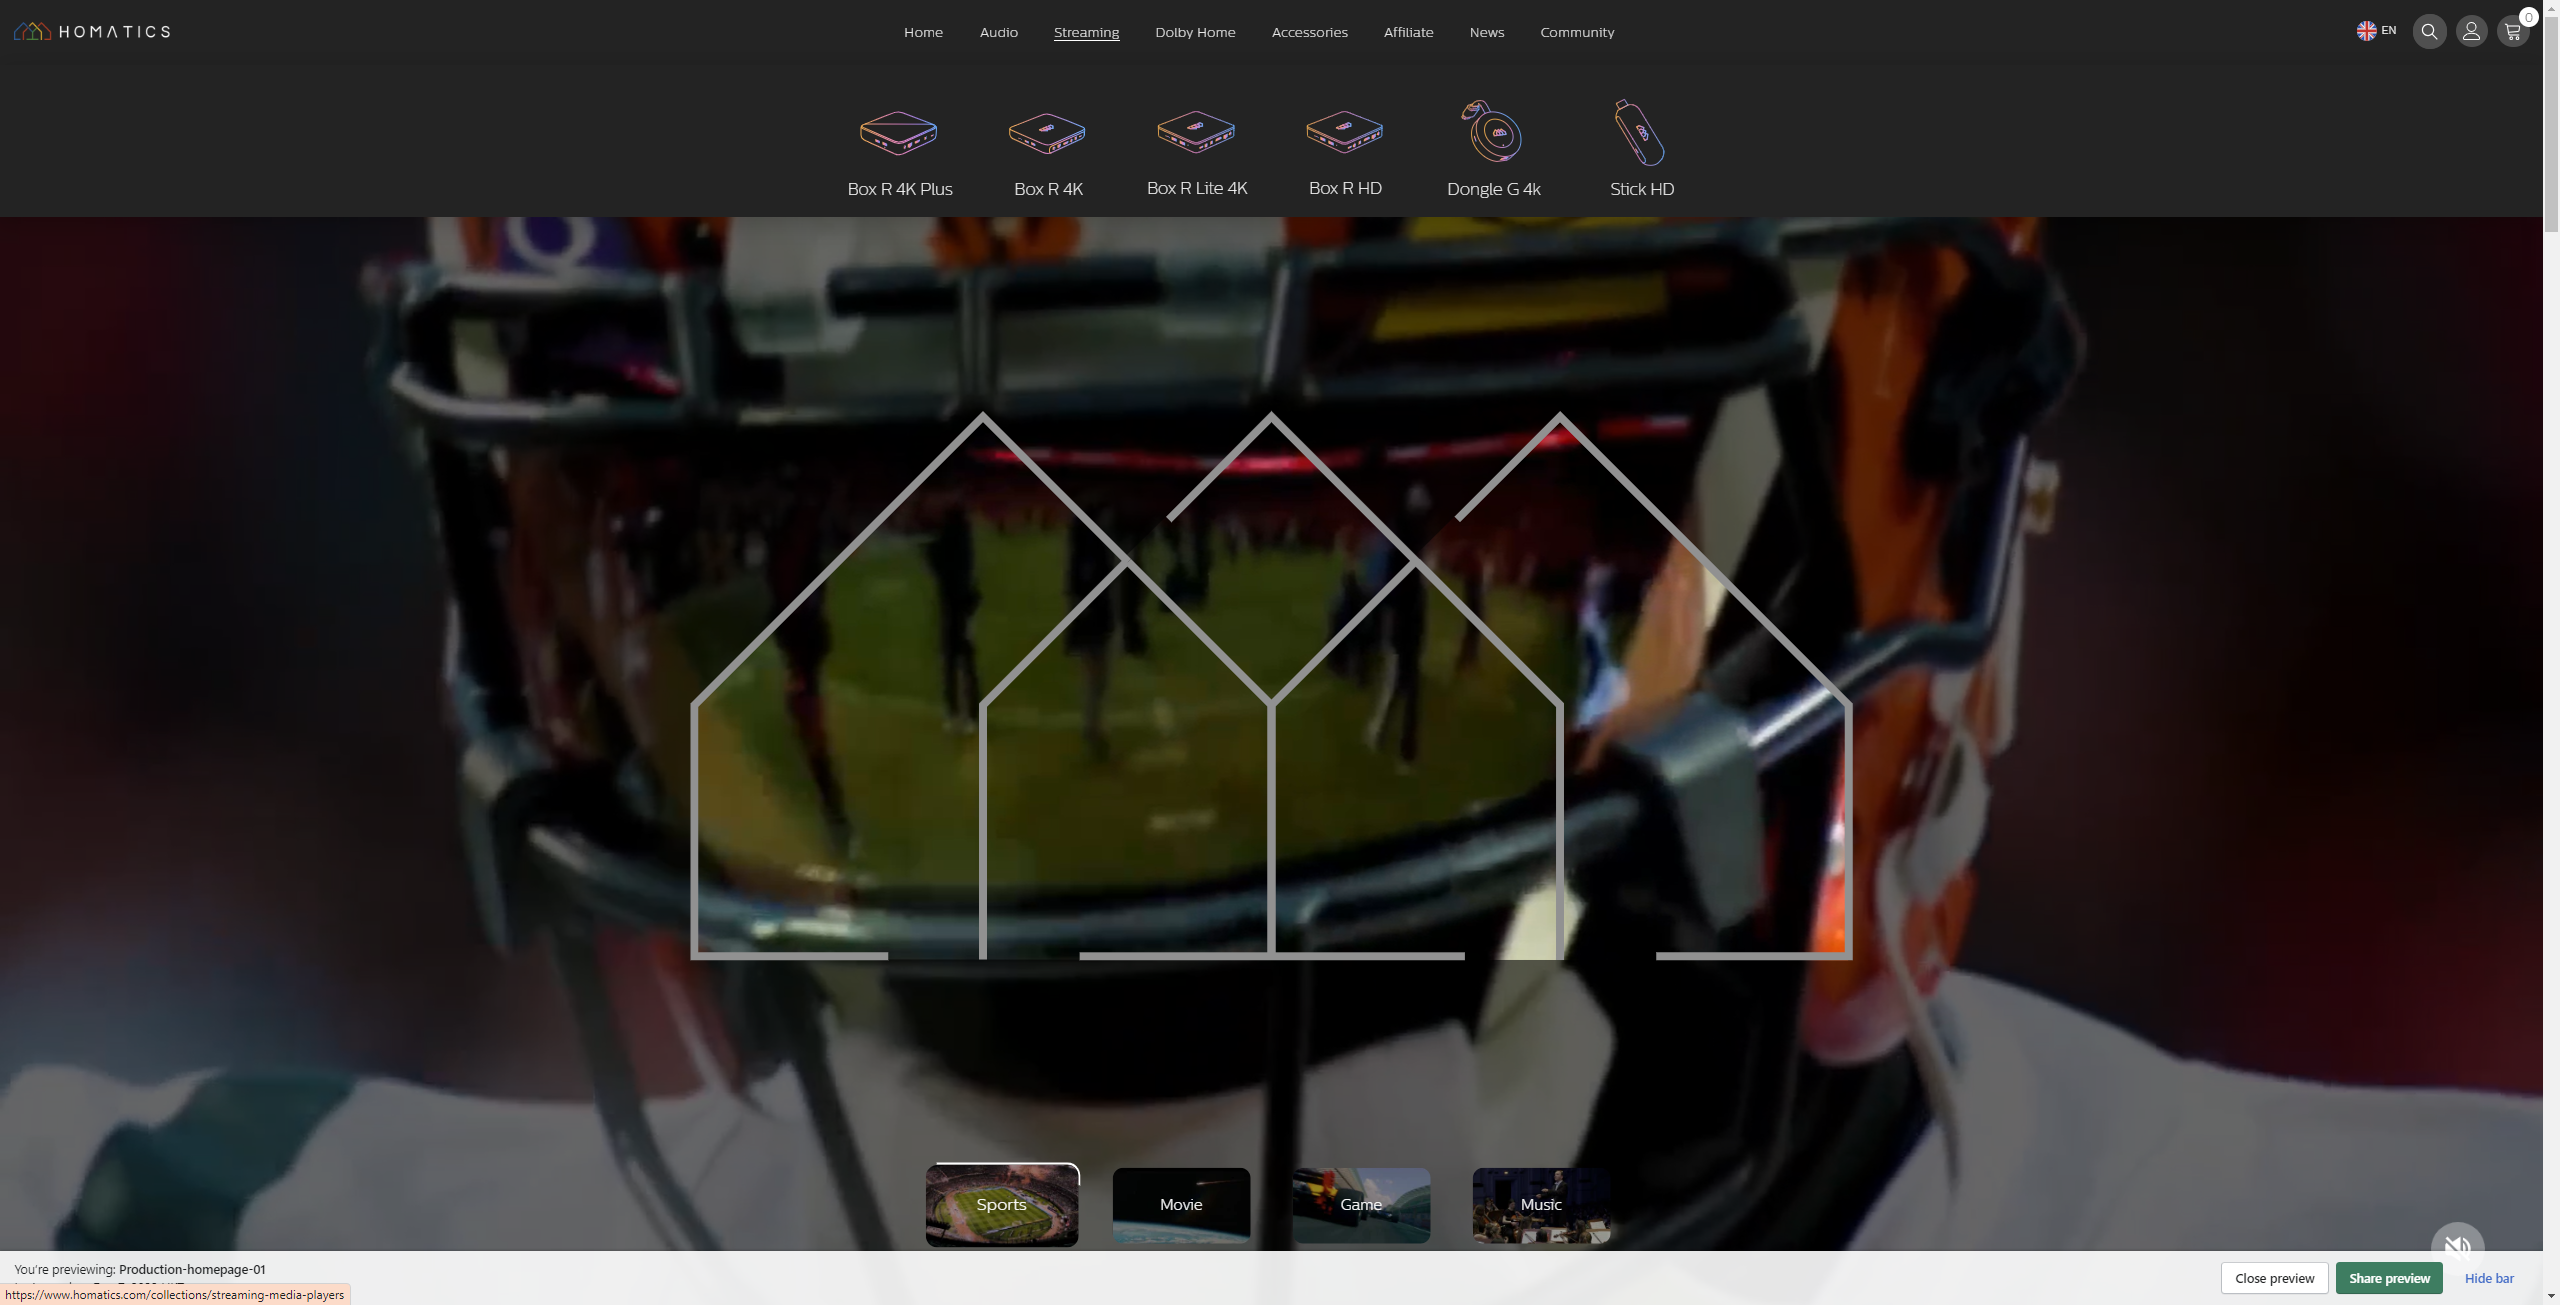 HOMATICS
Home Audio Streaming Dolby Home Accessories Affiliate News Community
EN
0
Box R 4K Plus Box R 4K Box R Lite 4K Box R HD Dongle G 4k Stick HD
Sports Movie Game Music
You're previewing: Production-homepage-01
https://www.homatics.com/collections/streaming-media-players
Close preview Share preview Hide bar